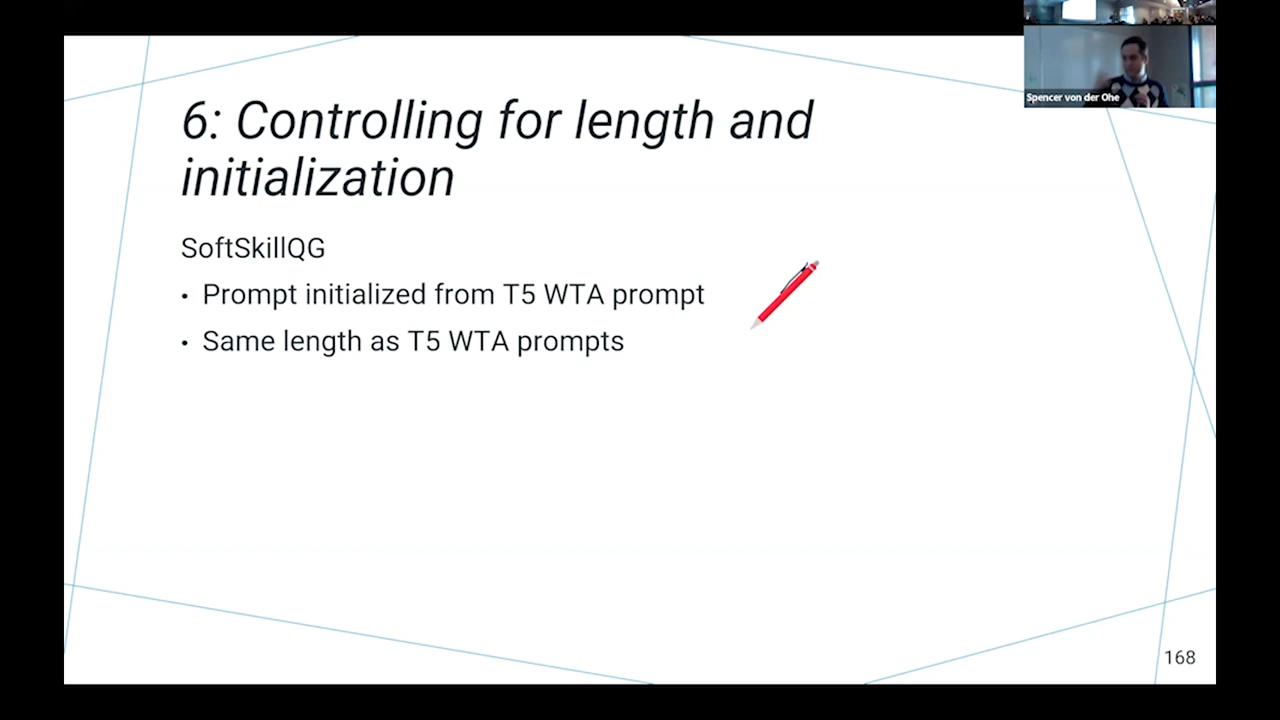 6: Controlling for length and
initialization
SoftSkillQG
• Prompt initialized from T5 WTA prompt
• Same length as T5 WTA prompts
168
Spencer von der Ohe